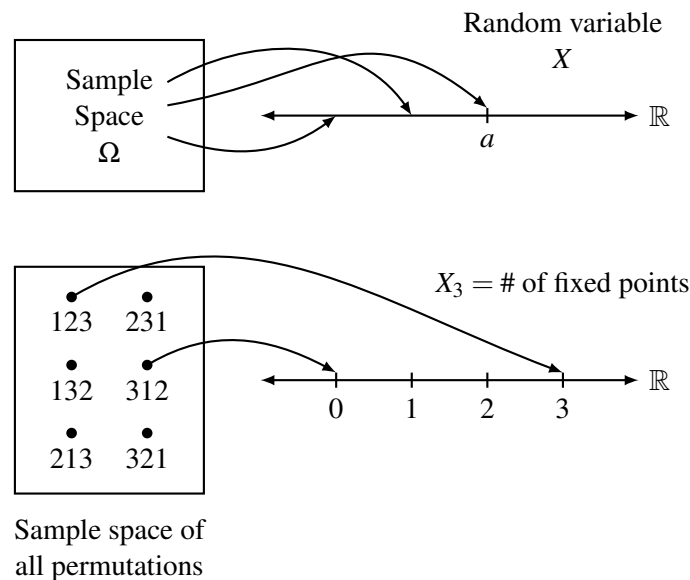 Random variable
X
Sample
Space
Ω
ℝ
a
X₃ = # of fixed points
123 231
132 312
213 321
ℝ
0 1 2 3
Sample space of
all permutations